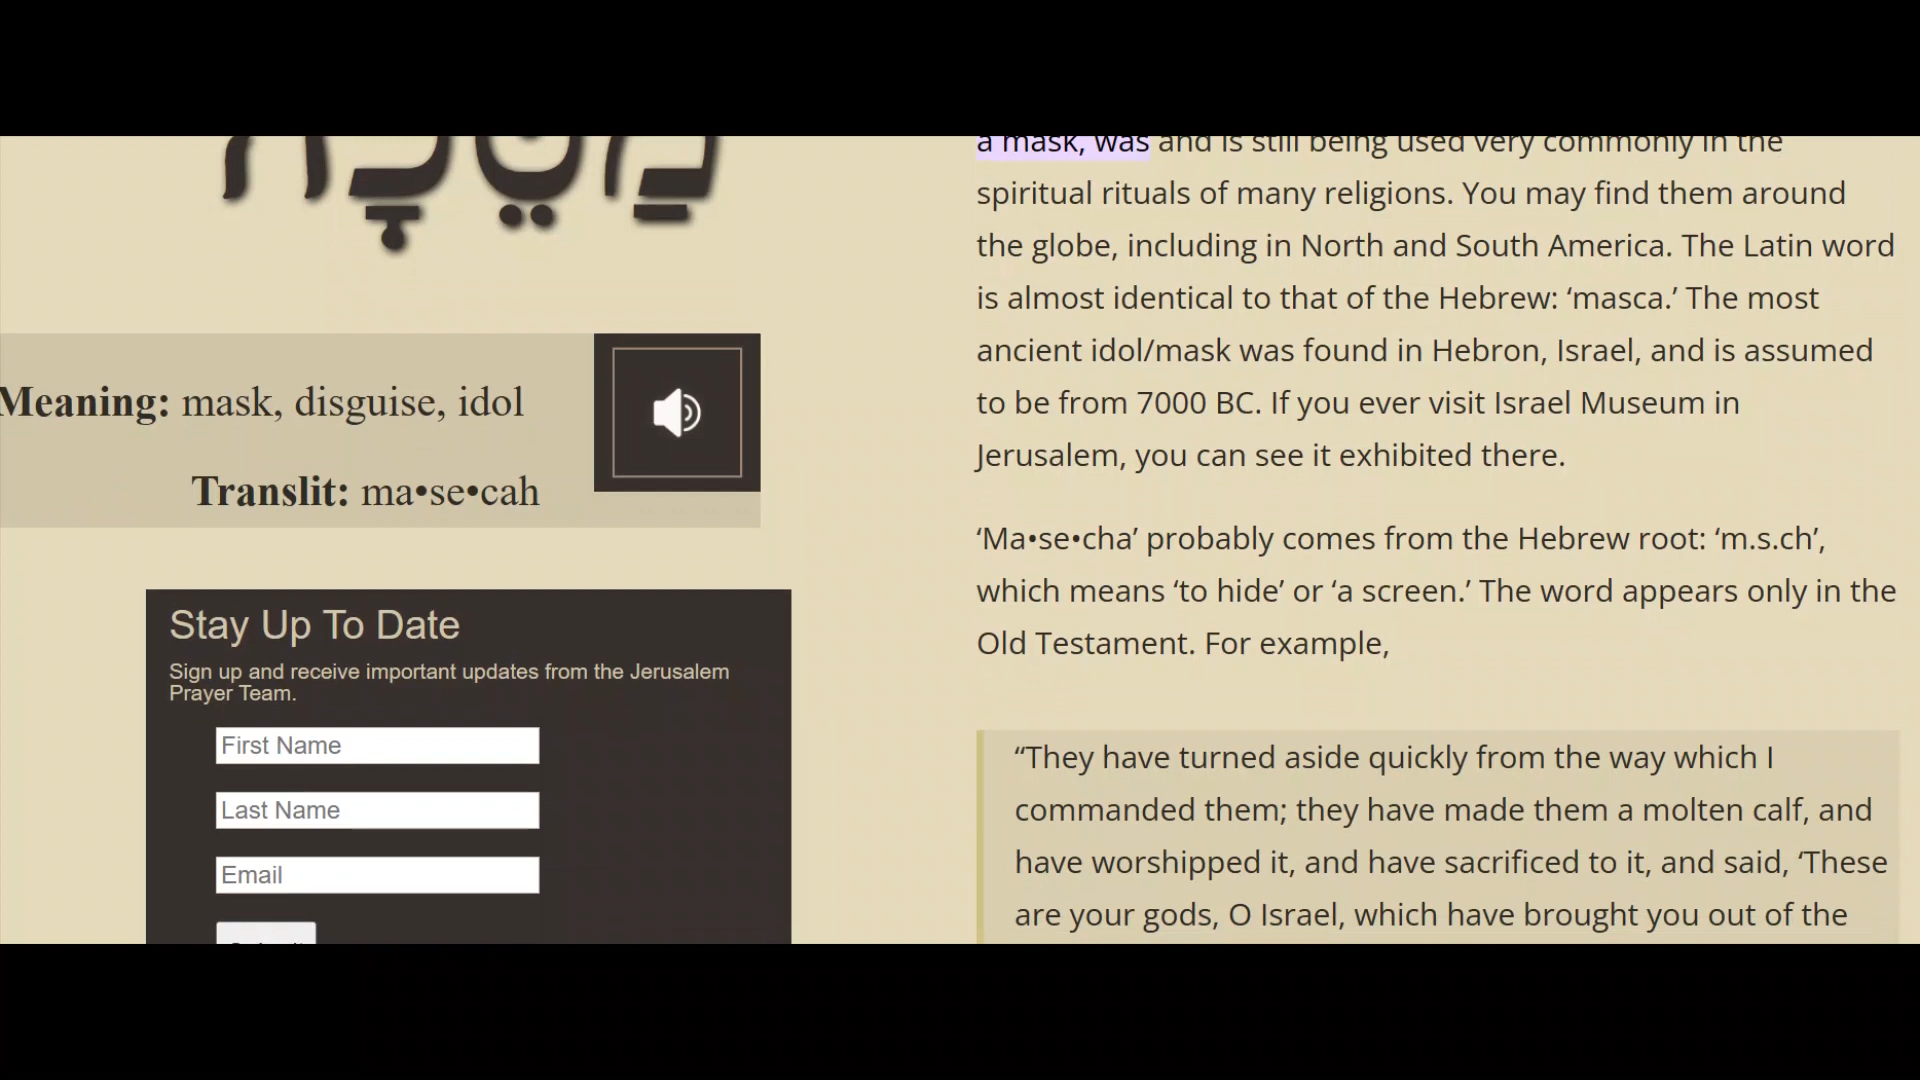 מַסֵּכָה
Meaning: mask, disguise, idol
Translit: ma•se•cah
Stay Up To Date
Sign up and receive important updates from the Jerusalem
Prayer Team.
First Name
Last Name
Email
a mask, was and is still being used very commonly in the
spiritual rituals of many religions. You may find them around
the globe, including in North and South America. The Latin word
is almost identical to that of the Hebrew: ‘masca.’ The most
ancient idol/mask was found in Hebron, Israel, and is assumed
to be from 7000 BC. If you ever visit Israel Museum in
Jerusalem, you can see it exhibited there.
‘Ma•se•cha’ probably comes from the Hebrew root: ‘m.s.ch’,
which means ‘to hide’ or ‘a screen.’ The word appears only in the
Old Testament. For example,
“They have turned aside quickly from the way which I
commanded them; they have made them a molten calf, and
have worshipped it, and have sacrificed to it, and said, ‘These
are your gods, O Israel, which have brought you out of the